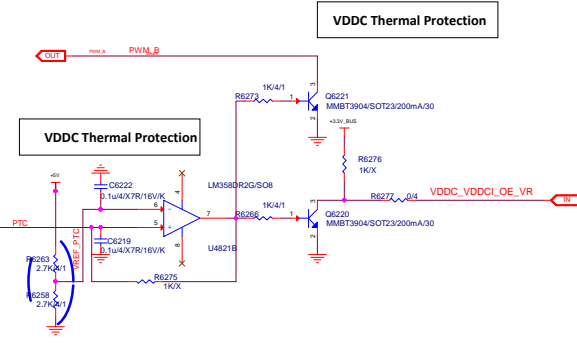 VDDC Thermal Protection
OUT
PWM_B
PWM_B
1K/4/1
R6273
3
1
2
Q6221
MMBT3904/SOT23/200mA/30
+3.3V_BUS
VDDC Thermal Protection
R6276
1K/X
+5V
C6222
0.1u/4/X7R/16V/K
4
LM358DR2G/SO8
1K/4/1
R6277
0/4
VDDC_VDDCI_OE_VR
IN
6
7
R6266
3
1
2
Q6220
MMBT3904/SOT23/200mA/30
PTC
5
C6219
0.1u/4/X7R/16V/K
8
U4821B
VREF_PTC
R6263
2.7K/4/1
R6275
1K/X
R6258
2.7K/4/1